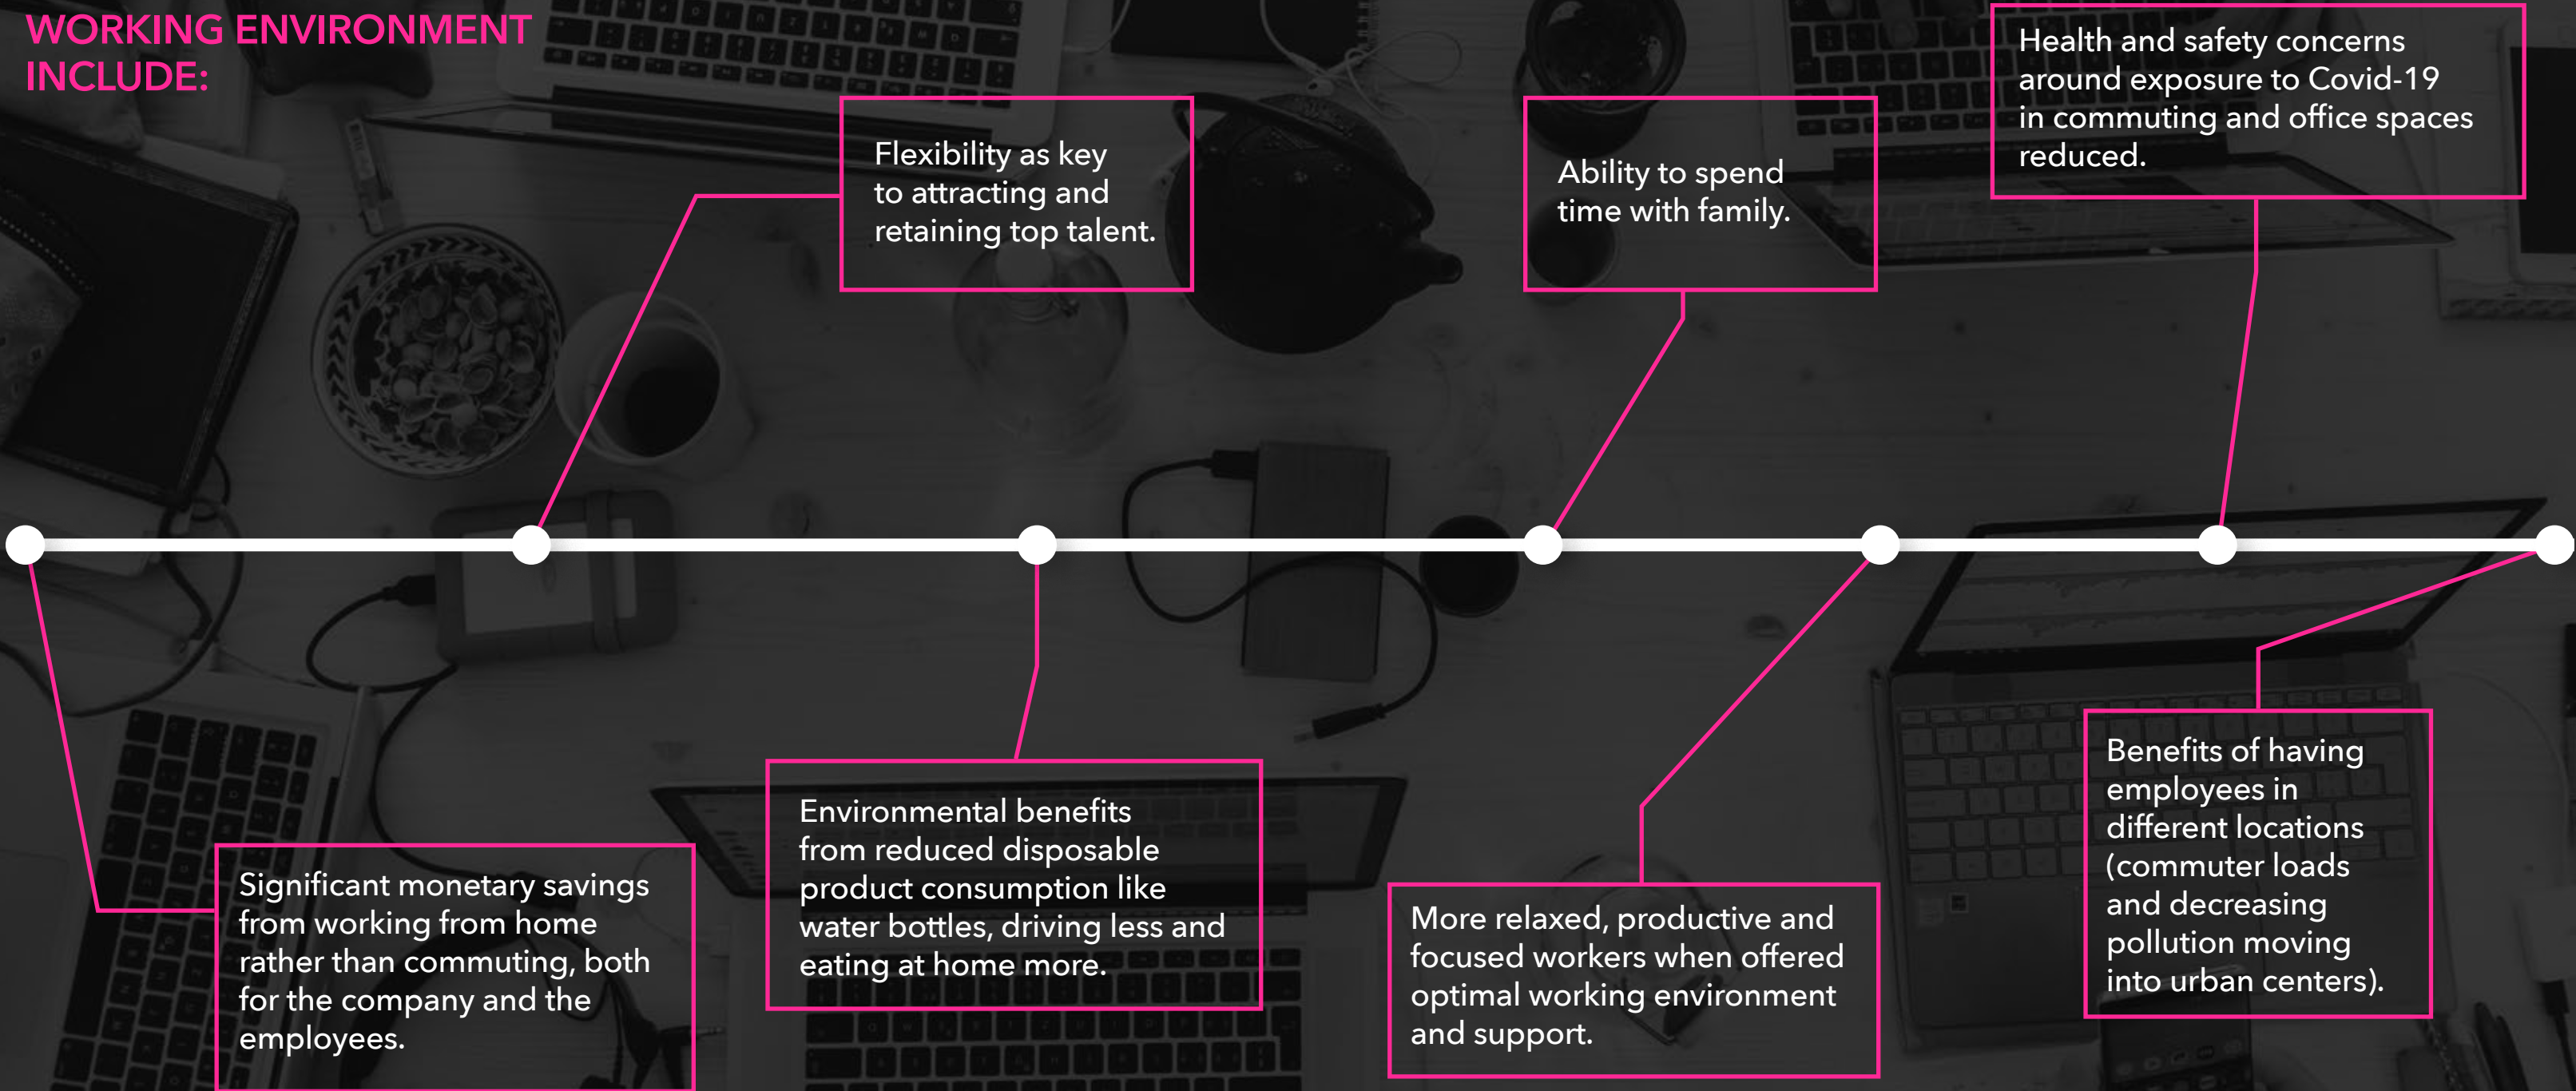 WORKING ENVIRONMENT
INCLUDE:
Flexibility as key
to attracting and
retaining top talent.
Ability to spend
time with family.
Health and safety concerns
around exposure to Covid-19
in commuting and office spaces
reduced.
Significant monetary savings
from working from home
rather than commuting, both
for the company and the
employees.
Environmental benefits
from reduced disposable
product consumption like
water bottles, driving less and
eating at home more.
More relaxed, productive and
focused workers when offered
optimal working environment
and support.
Benefits of having
employees in
different locations
(commuter loads
and decreasing
pollution moving
into urban centers).